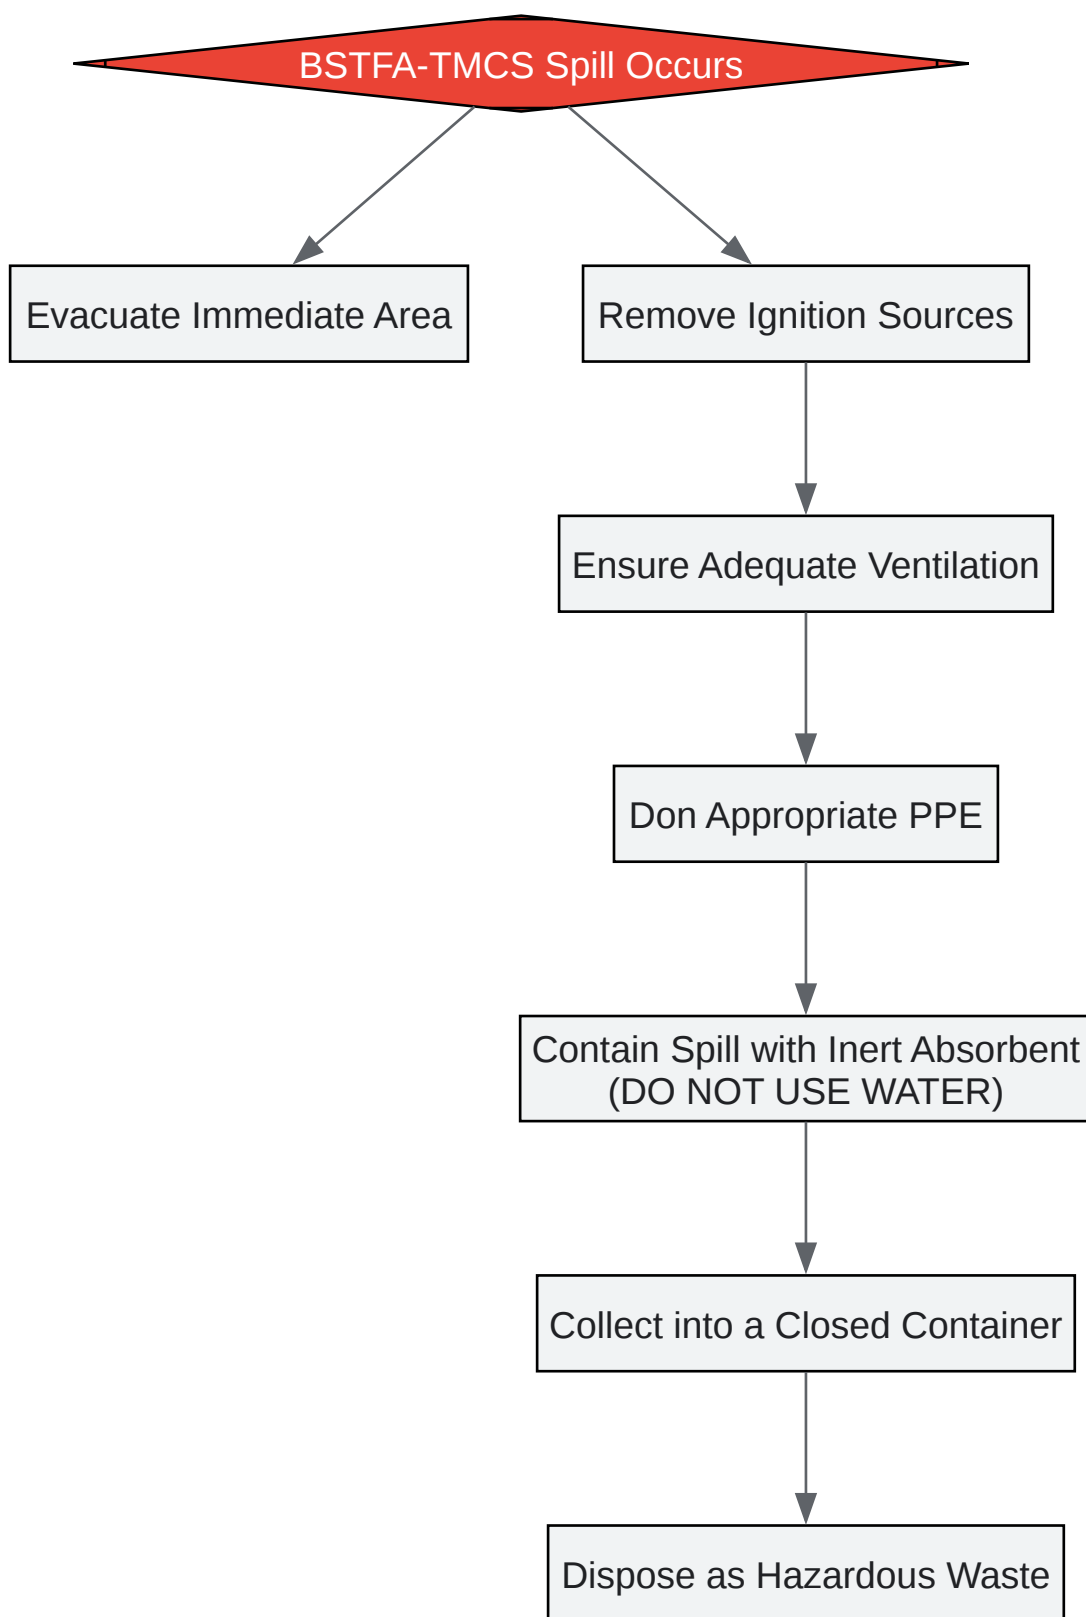 BSTFA-TMCS Spill Occurs
Evacuate Immediate Area
Remove Ignition Sources
Ensure Adequate Ventilation
Don Appropriate PPE
Contain Spill with Inert Absorbent
(DO NOT USE WATER)
Collect into a Closed Container
Dispose as Hazardous Waste